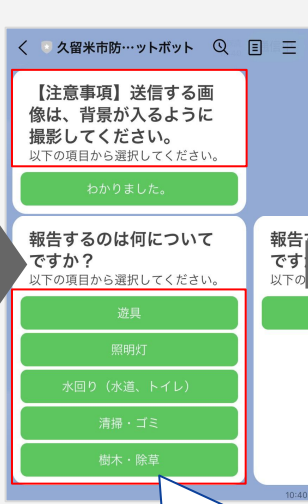 久留米市防…ットボット
【注意事項】送信する画
像は、背景が入るように
撮影してください。
以下の項目から選択してください。
わかりました。
報告するのは何について
ですか？
以下の項目から選択してください。
遊具
照明灯
水回り（水道、トイレ）
清掃・ゴミ
樹木・除草
報告
です
以下の
10:40